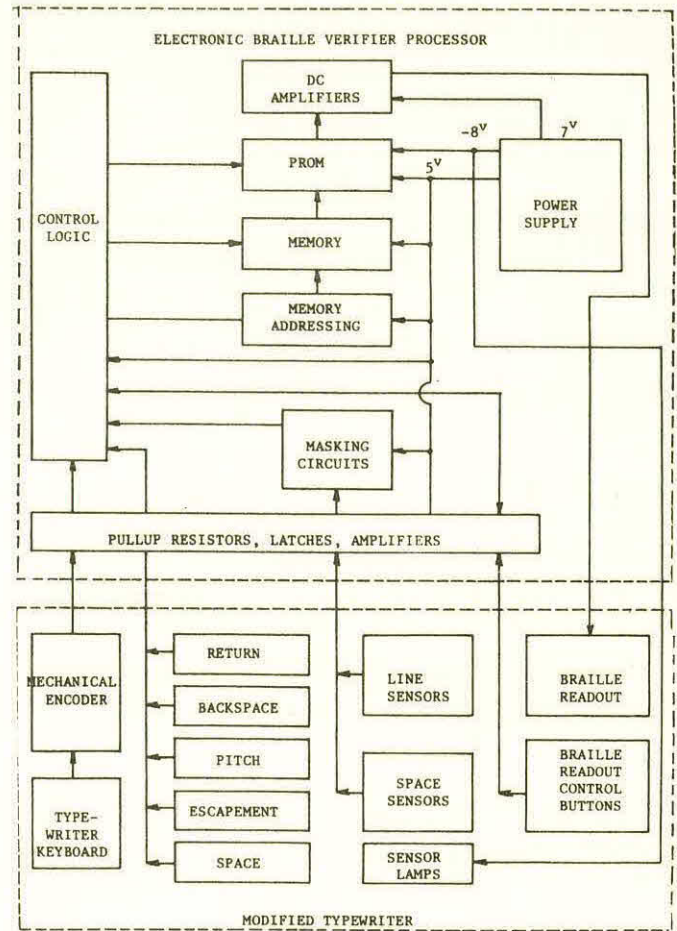 ELECTRONIC BRAILLE VERIFIER PROCESSOR
DC
AMPLIFIERS
-8V
7V
PROM
5V
POWER
SUPPLY
CONTROL
LOGIC
MEMORY
MEMORY
ADDRESSING
MASKING
CIRCUITS
PULLUP RESISTORS, LATCHES, AMPLIFIERS
MECHANICAL
ENCODER
RETURN
LINE
SENSORS
BRAILLE
READOUT
BACKSPACE
PITCH
SPACE
SENSORS
BRAILLE
READOUT
CONTROL
BUTTONS
TYPE-
WRITER
KEYBOARD
ESCAPEMENT
SPACE
SENSOR
LAMPS
MODIFIED TYPEWRITER